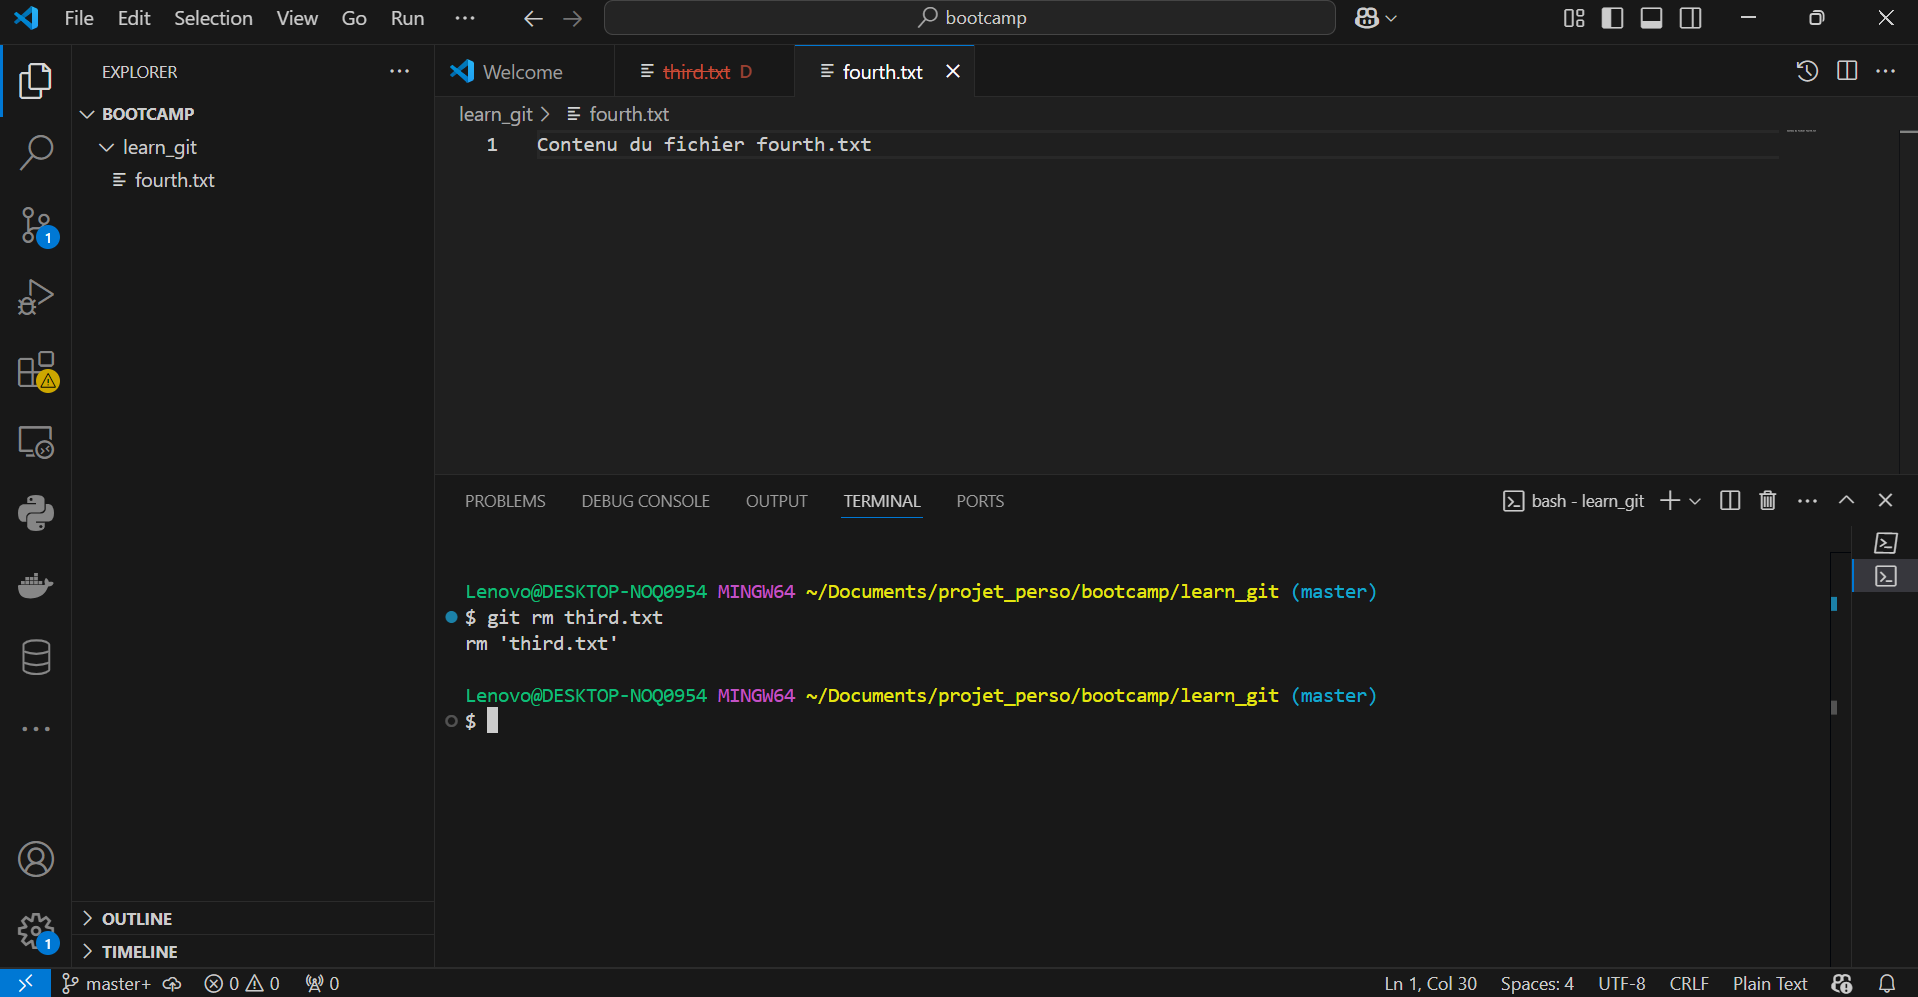 File Edit Selection View Go Run ··· bootcamp
EXPLORER ···
Welcome third.txt D fourth.txt
BOOTCAMP
learn_git
fourth.txt
learn_git > fourth.txt
1 Contenu du fichier fourth.txt
1
PROBLEMS DEBUG CONSOLE OUTPUT TERMINAL PORTS bash - learn_git
Lenovo@DESKTOP-NOQ0954 MINGW64 ~/Documents/projet_perso/bootcamp/learn_git (master)
$ git rm third.txt
rm 'third.txt'
Lenovo@DESKTOP-NOQ0954 MINGW64 ~/Documents/projet_perso/bootcamp/learn_git (master)
$
OUTLINE
1
TIMELINE
master+ 0 0 0 Ln 1, Col 30 Spaces: 4 UTF-8 CRLF Plain Text